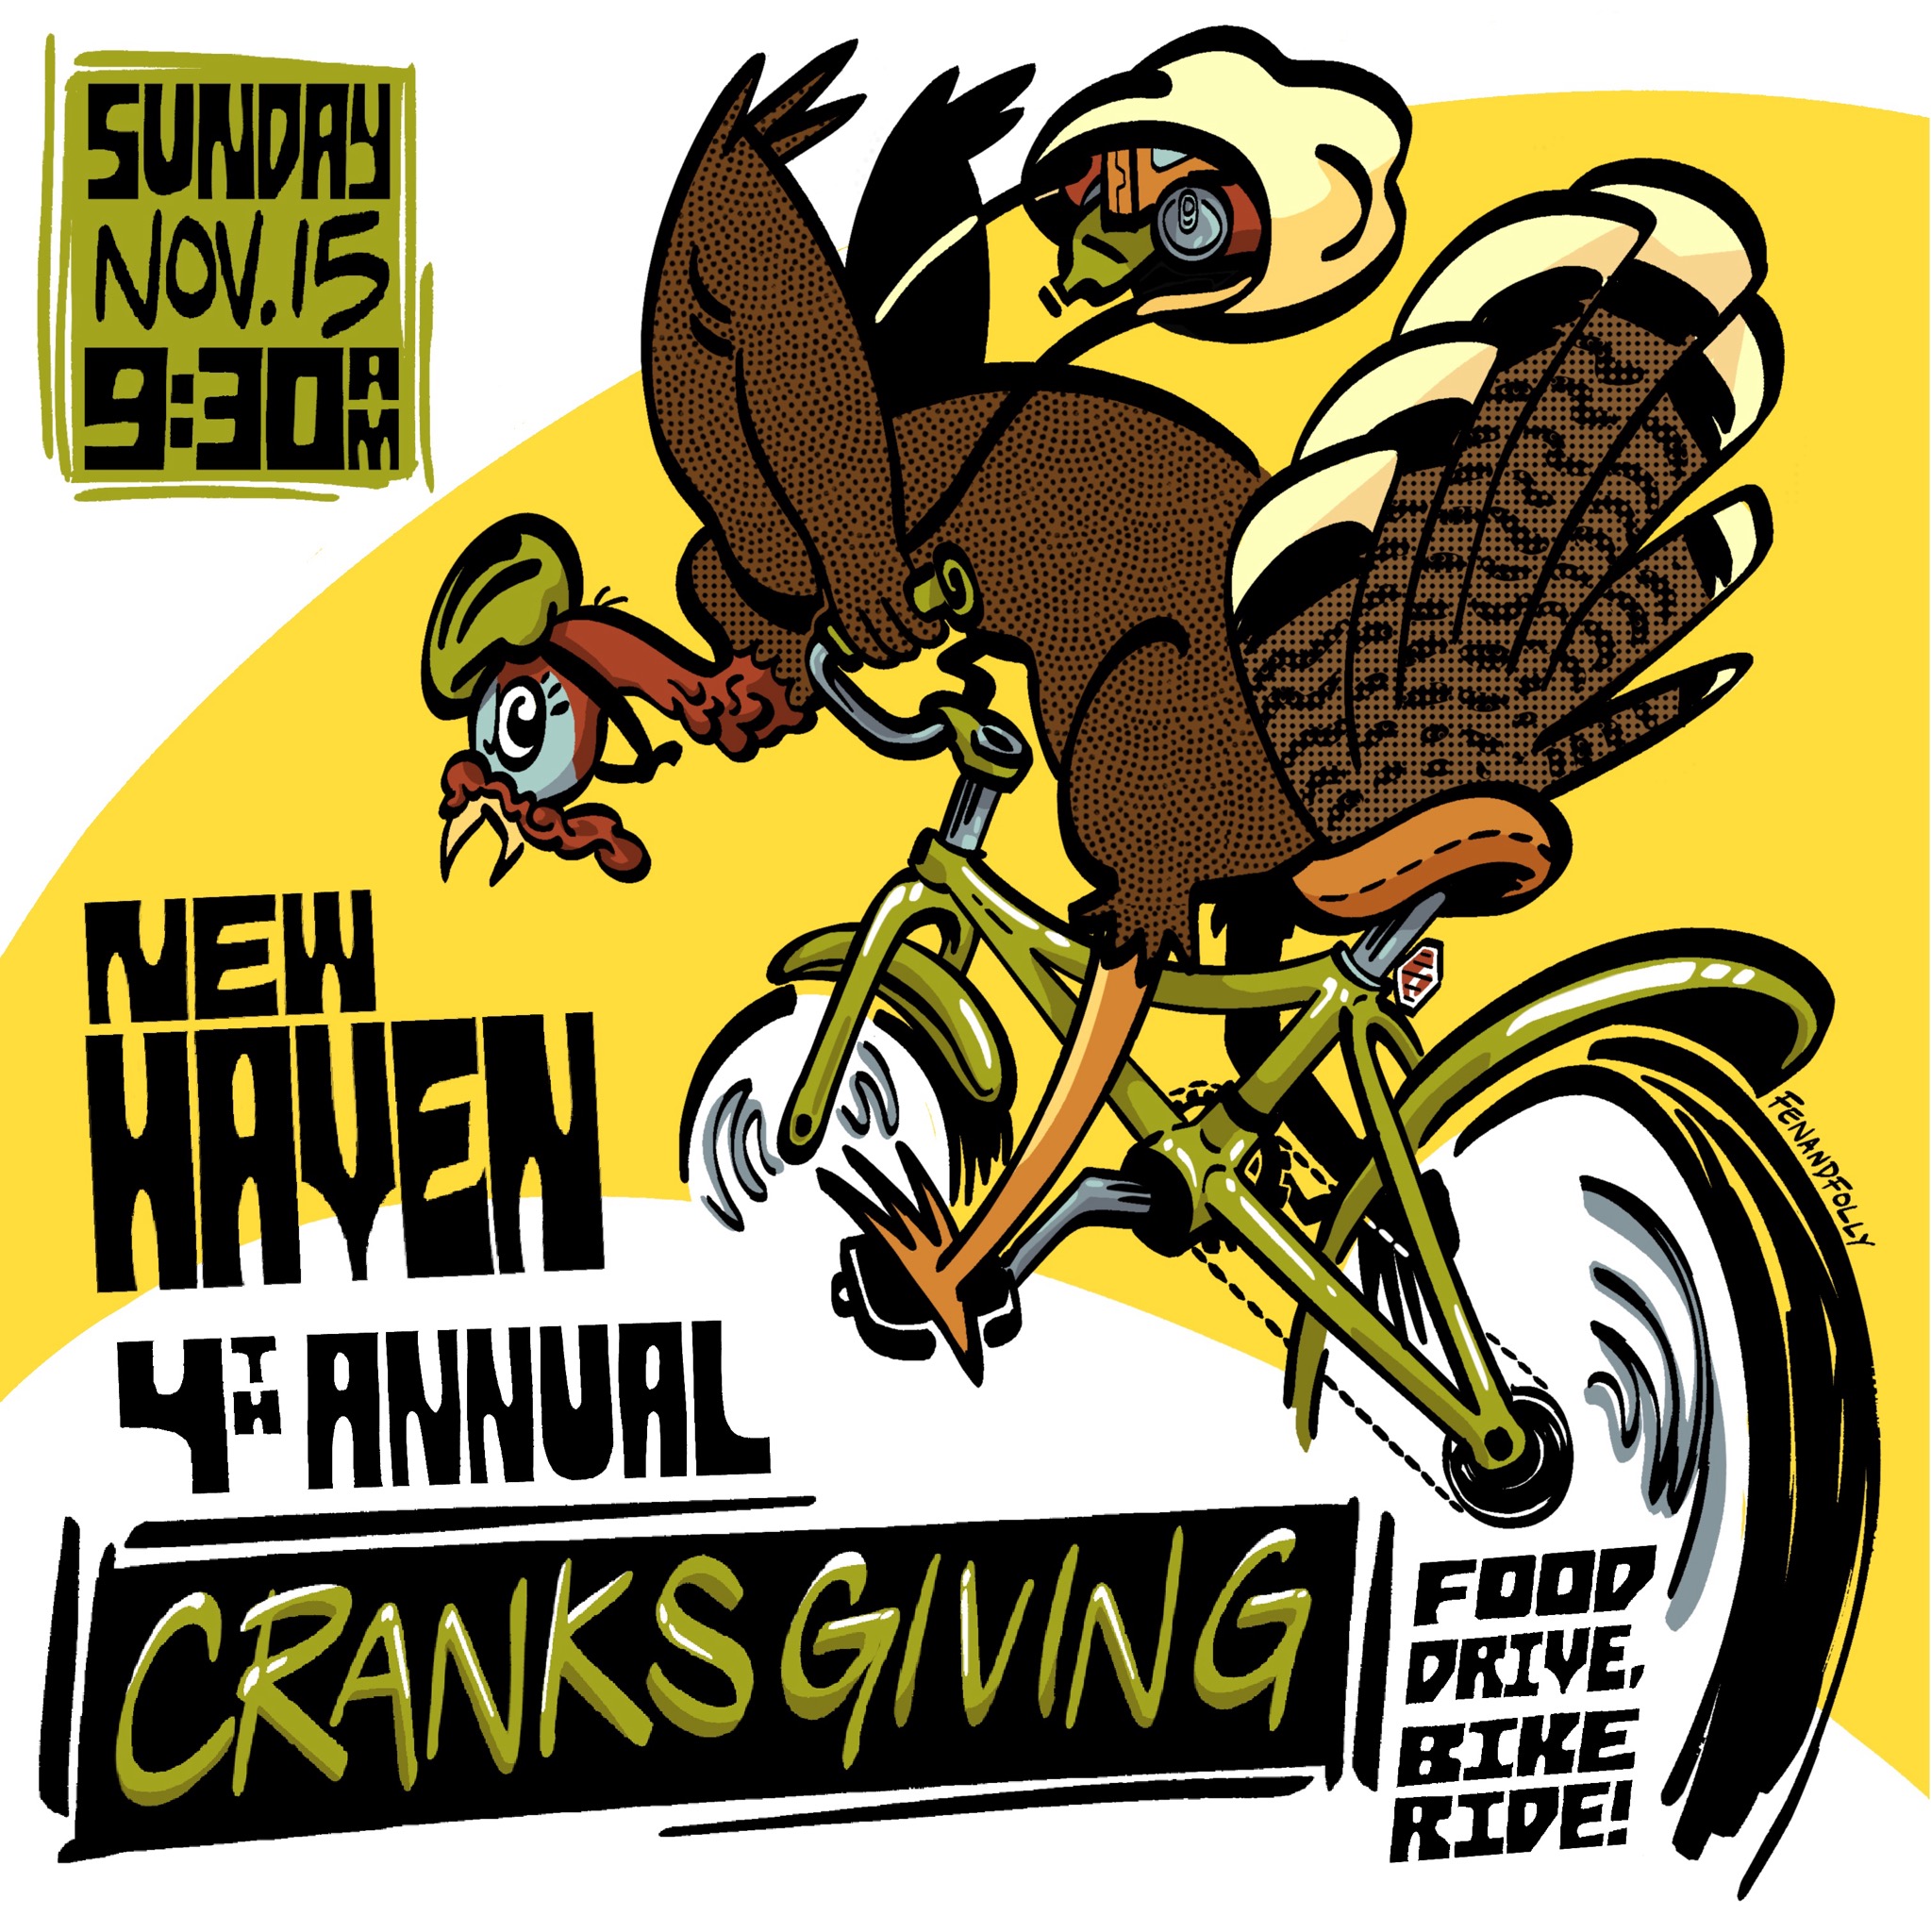 SUNDAY
NOV. 15
9:30 AM
NEW
HAVEN
4TH ANNUAL
CRANKSGIVING
FOOD
DRIVE,
BIKE
RIDE!
FENANDFOLLY